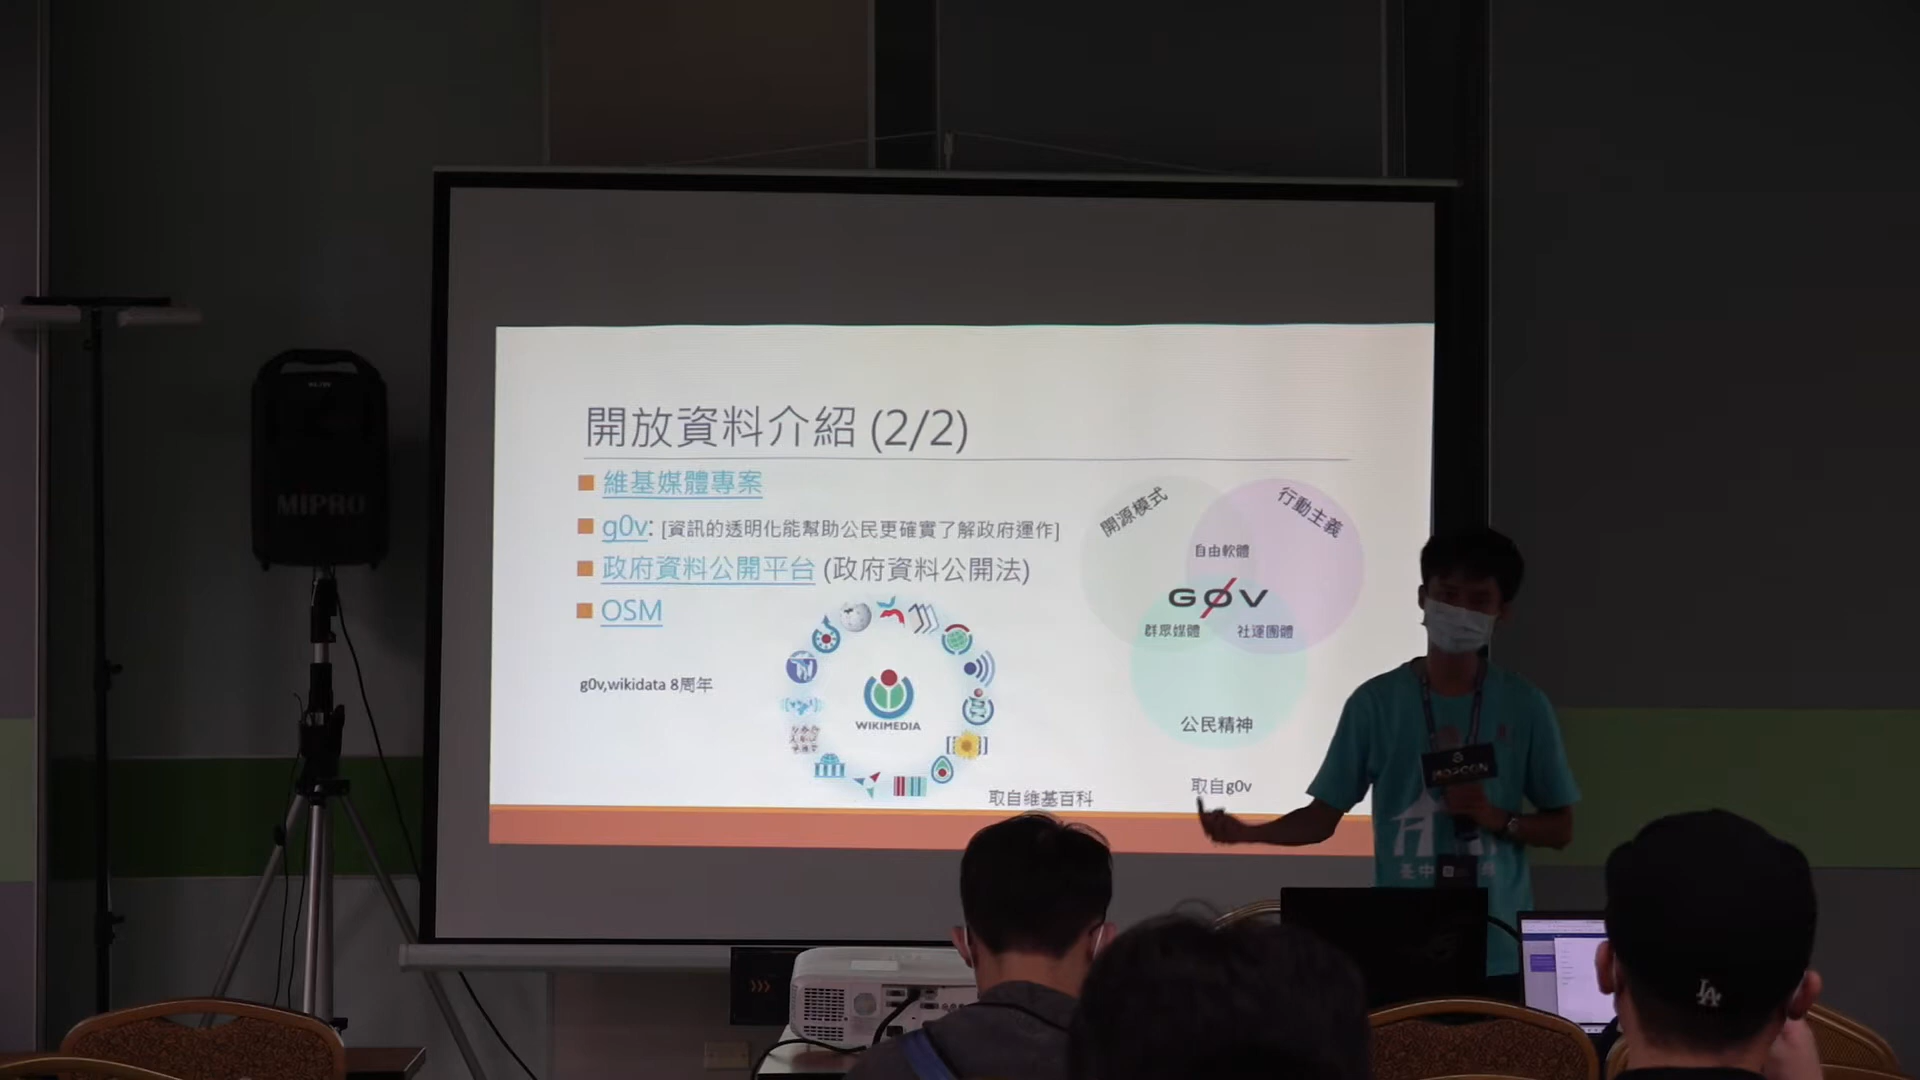 開放資料介紹 (2/2)
維基媒體專案
g0v: [資訊的透明化能幫助公民更確實了解政府運作]
政府資料公開平台 (政府資料公開法)
OSM
g0v,wikidata 8周年
WIKIMEDIA
取自維基百科
開源模式
行動主義
自由軟體
G0V
群眾媒體
社運團體
公民精神
取自g0v
MIPRO
臺中
LA